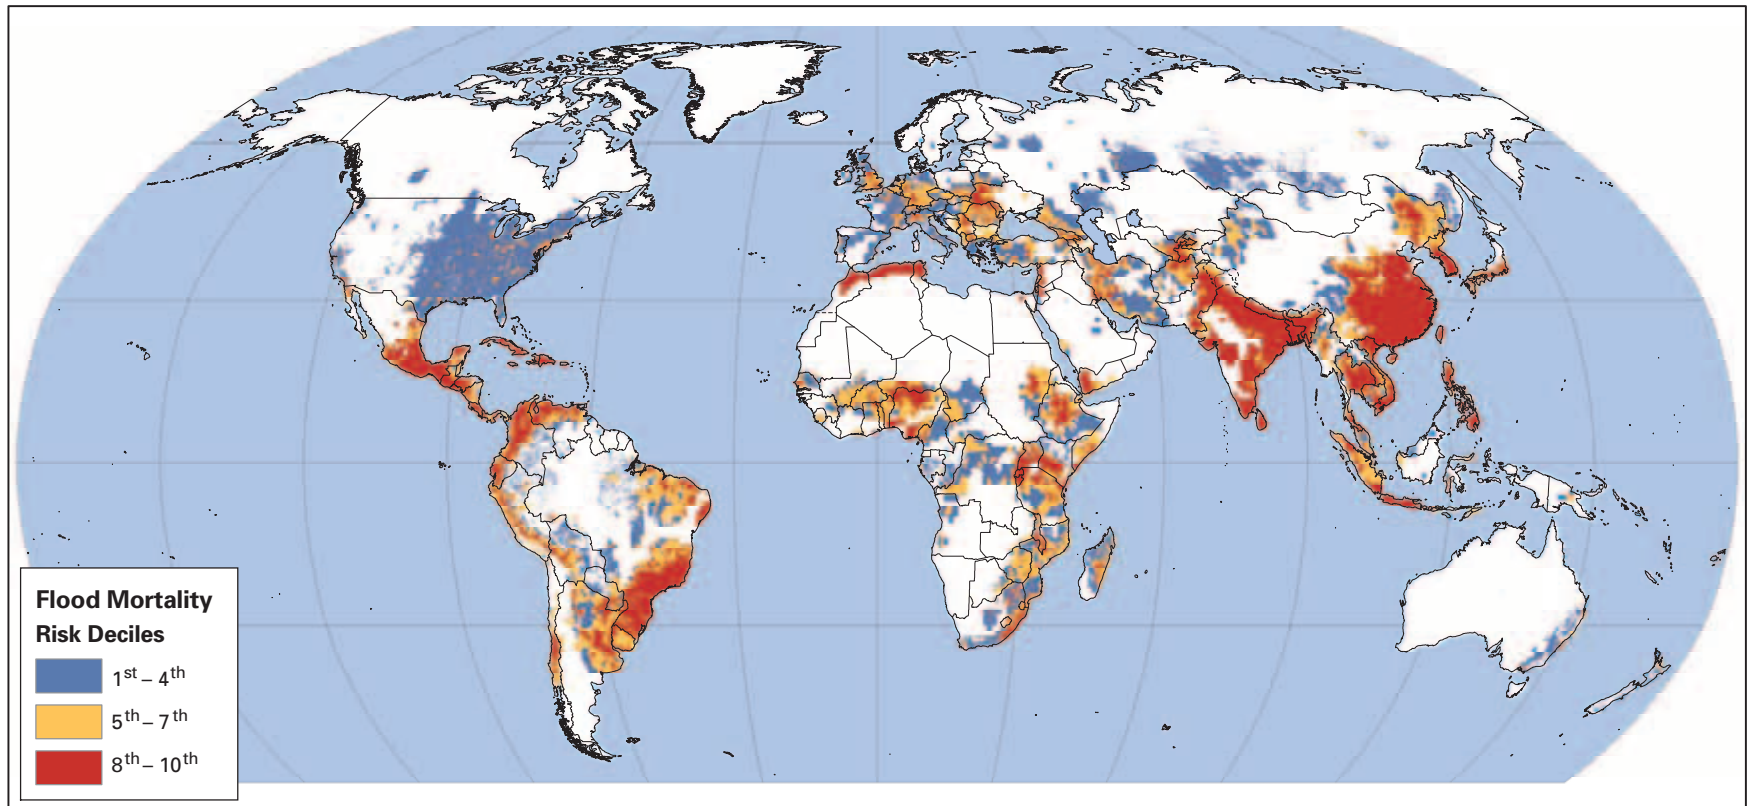 Flood Mortality
Risk Deciles
1st – 4th
5th – 7th
8th – 10th